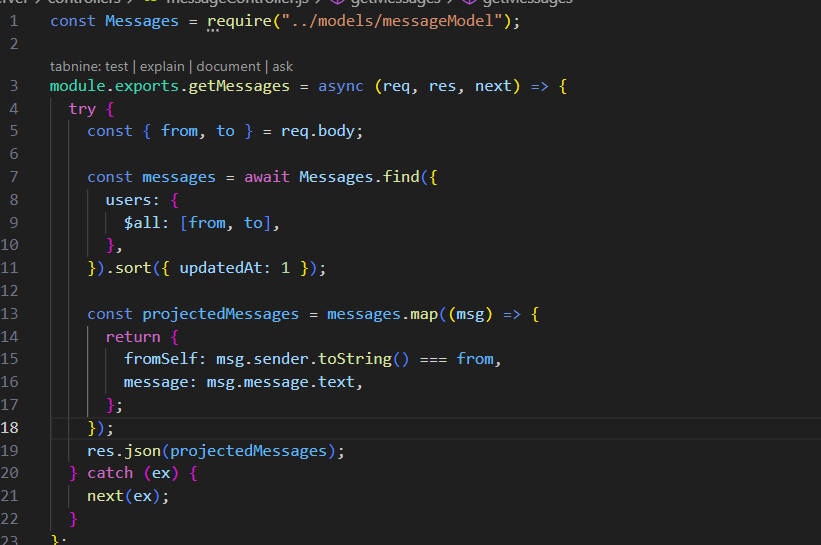 controllers > messageController.js > getMessages > getMessages
1 const Messages = require("../models/messageModel");
2
tabnine: test | explain | document | ask
3 module.exports.getMessages = async (req, res, next) => {
4   try {
5     const { from, to } = req.body;
6
7     const messages = await Messages.find({
8       users: {
9         $all: [from, to],
10       },
11     }).sort({ updatedAt: 1 });
12
13     const projectedMessages = messages.map((msg) => {
14       return {
15         fromSelf: msg.sender.toString() === from,
16         message: msg.message.text,
17       };
18     });
19     res.json(projectedMessages);
20   } catch (ex) {
21     next(ex);
22   }
23 };